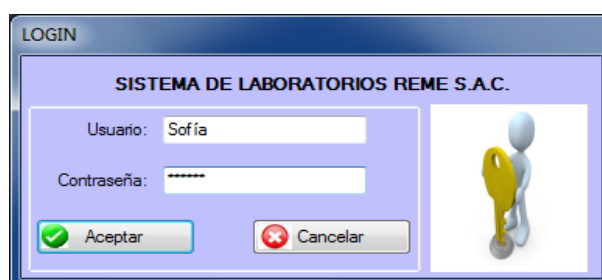 LOGIN
SISTEMA DE LABORATORIOS REME S.A.C.
Usuario: Sofía
Contraseña: ******
Aceptar Cancelar